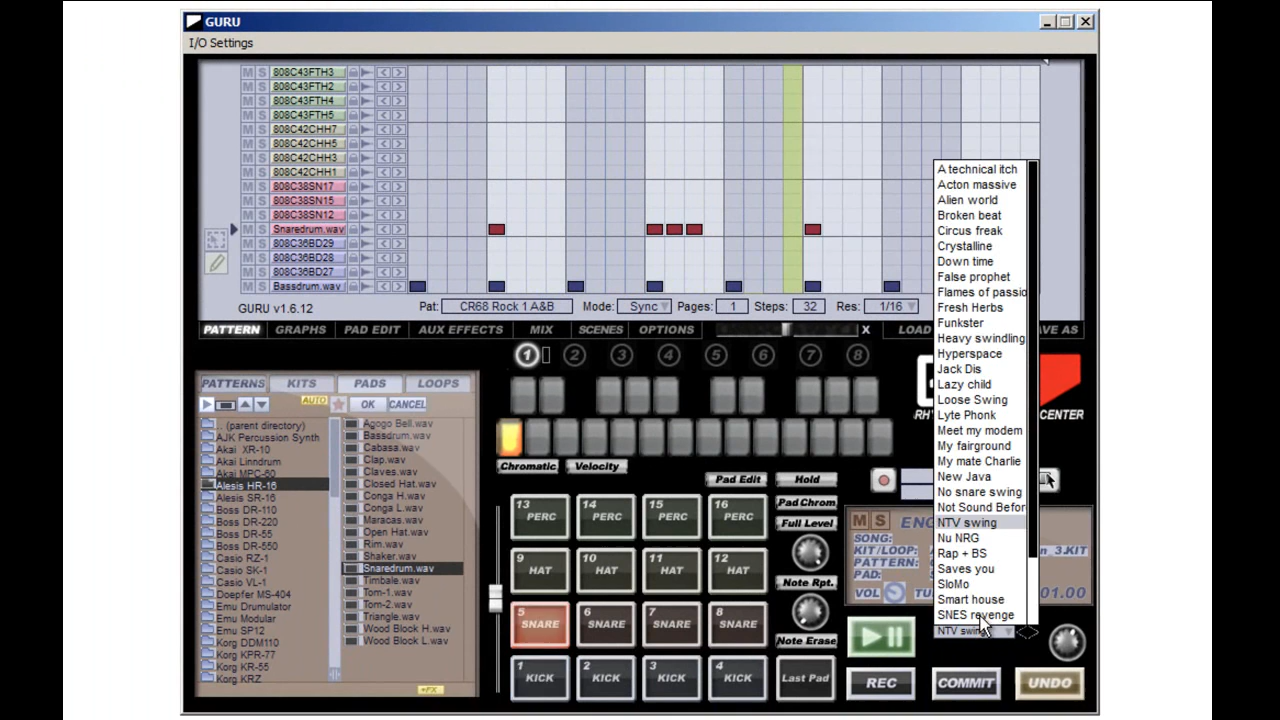 GURU
I/O Settings
M S 808C43FTH3
M S 808C43FTH2
M S 808C43FTH4
M S 808C43FTH5
M S 808C42CHH7
M S 808C42CHH5
M S 808C42CHH3
M S 808C42CHH1
M S 808C38SN17
M S 808C38SN15
M S 808C38SN12
M S Snaredrum.wav
M S 808C36BD29
M S 808C36BD28
M S 808C36BD27
M S Bassdrum.wav
GURU v1.6.12 Pat: CR68 Rock 1 A&B Mode: Sync Pages: 1 Steps: 32 Res: 1/16
PATTERN GRAPHS PAD EDIT AUX EFFECTS MIX SCENES OPTIONS X LOAD
A technical itch
Acton massive
Alien world
Broken beat
Circus freak
Crystalline
Down time
False prophet
Flames of passio
Fresh Herbs
Funkster
Heavy swindling
Hyperspace
Jack Dis
Lazy child
Loose Swing
Lyte Phonk
Meet my modem
My fairground
My mate Charlie
New Java
No snare swing
Not Sound Befor
NTV swing
Nu NRG
Rap + BS
Saves you
SloMo
Smart house
SNES revenge
NTV swing
1 2 3 4 5 6 7 8
PATTERNS KITS PADS LOOPS
AUTO OK CANCEL
.. (parent directory)
AJK Percussion Synth
Akai XR-10
Akai Linndrum
Akai MPC-60
Alesis HR-16
Alesis SR-16
Boss DR-110
Boss DR-220
Boss DR-55
Boss DR-550
Casio RZ-1
Casio SK-1
Casio VL-1
Doepfer MS-404
Emu Drumulator
Emu Modular
Emu SP12
Korg DDM110
Korg KPR-77
Korg KR-55
Korg KRZ
Agogo Bell.wav
Bassdrum.wav
Cabasa.wav
Clap.wav
Claves.wav
Closed Hat.wav
Conga H.wav
Conga L.wav
Maracas.wav
Open Hat.wav
Rim.wav
Shaker.wav
Snaredrum.wav
Timbale.wav
Tom-1.wav
Tom-2.wav
Triangle.wav
Wood Block H.wav
Wood Block L.wav
+FX
Chromatic Velocity
Pad Edit Hold
Pad Chrom
Full Level
Note Rpt.
Note Erase
13 PERC 14 PERC 15 PERC 16 PERC
9 HAT 10 HAT 11 HAT 12 HAT
5 SNARE 6 SNARE 7 SNARE 8 SNARE
1 KICK 2 KICK 3 KICK 4 KICK Last Pad
CENTER
M S
SONG:
KIT/LOOP:
PATTERN:
PAD:
VOL
REC COMMIT UNDO